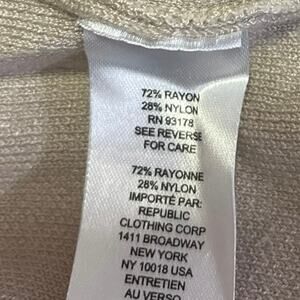 72% RAYON
28% NYLON
RN 93178
SEE REVERSE
FOR CARE
72% RAYONNE
28% NYLON
IMPORTÉ PAR:
REPUBLIC
CLOTHING CORP
1411 BROADWAY
NEW YORK
NY 10018 USA
ENTRETIEN
AU VERSO